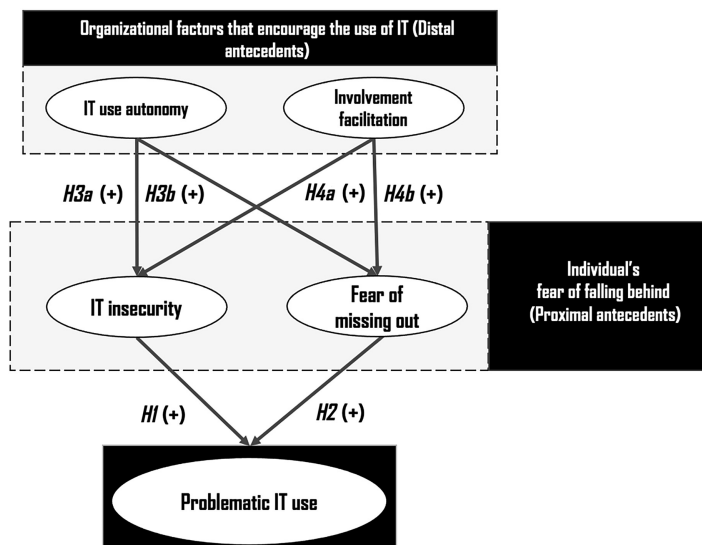 Organizational factors that encourage the use of IT (Distal
antecedents)
IT use autonomy
Involvement
facilitation
H3a (+)
H3b (+)
H4a (+)
H4b (+)
IT insecurity
Fear of
missing out
Individual's
fear of falling behind
(Proximal antecedents)
H1 (+)
H2 (+)
Problematic IT use